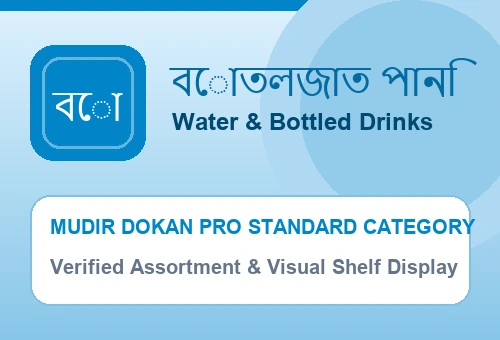 বো
বোতলজাত পানি
Water & Bottled Drinks
MUDIR DOKAN PRO STANDARD CATEGORY
Verified Assortment & Visual Shelf Display